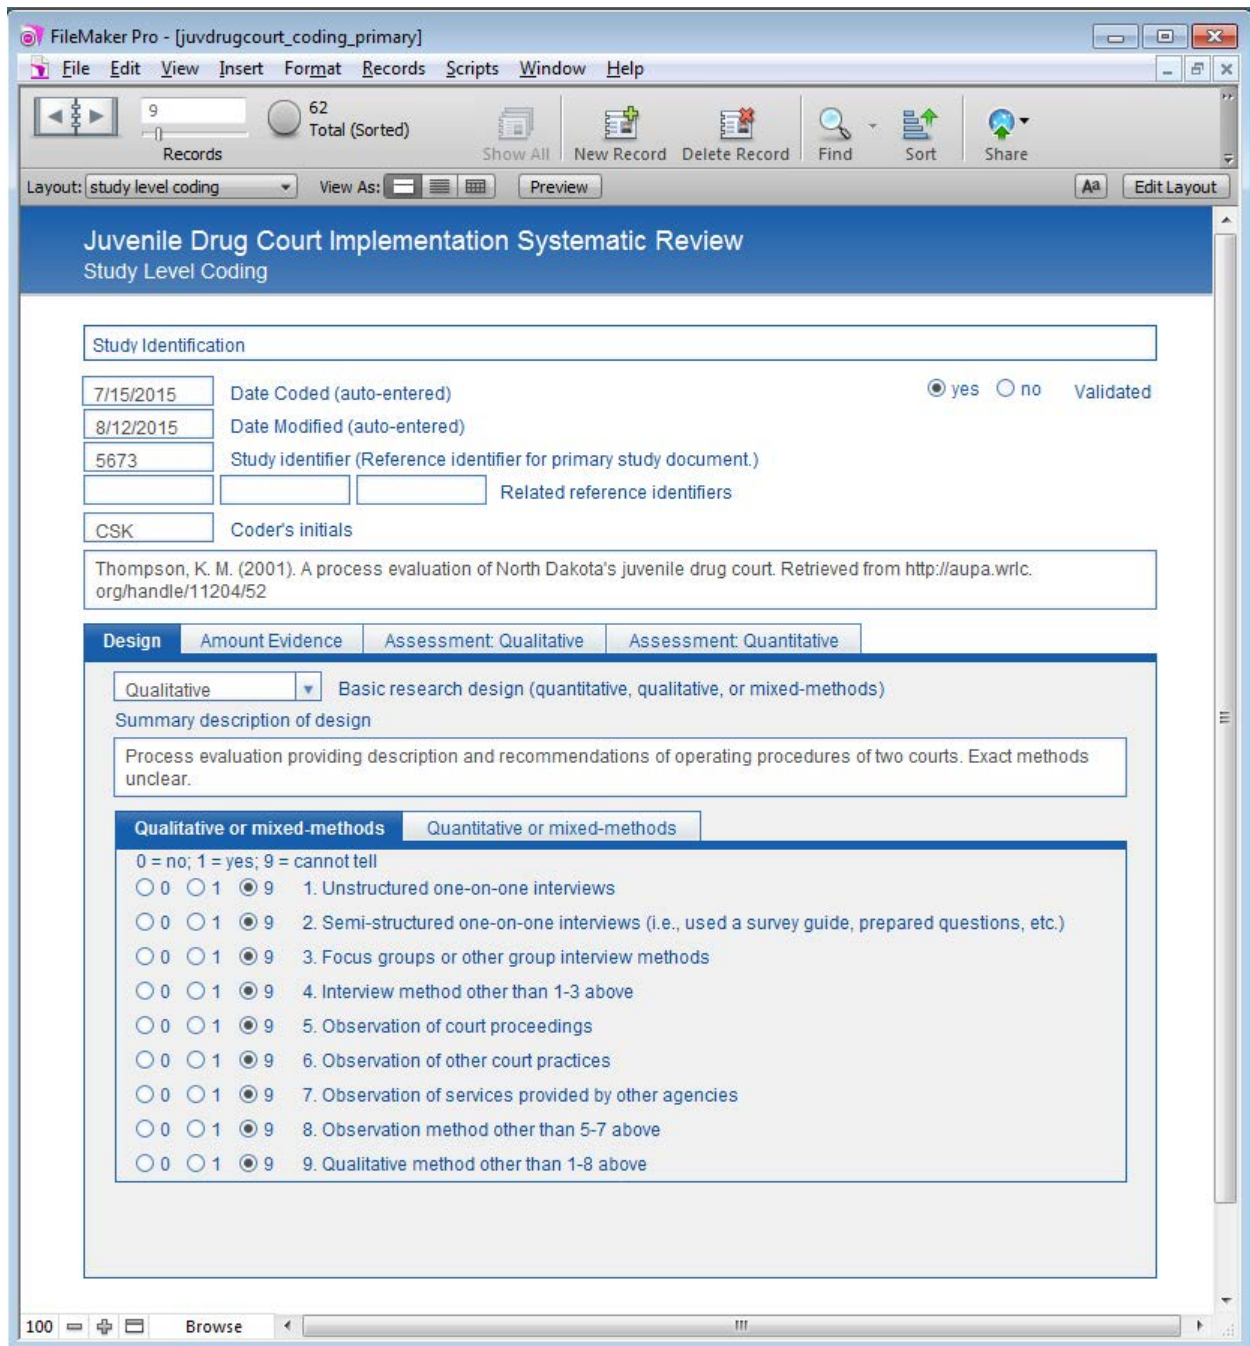 FileMaker Pro - [juvdrugcourt_coding_primary]
File Edit View Insert Format Records Scripts Window Help
9
62
Total (Sorted)
Records
Show All New Record Delete Record Find Sort Share
Layout: study level coding View As: Preview Aa Edit Layout
Juvenile Drug Court Implementation Systematic Review
Study Level Coding
Study Identification
7/15/2015 Date Coded (auto-entered) yes no Validated
8/12/2015 Date Modified (auto-entered)
5673 Study identifier (Reference identifier for primary study document.)
Related reference identifiers
CSK Coder's initials
Thompson, K. M. (2001). A process evaluation of North Dakota's juvenile drug court. Retrieved from http://aupa.wrlc.
org/handle/11204/52
Design Amount Evidence Assessment: Qualitative Assessment: Quantitative
Qualitative Basic research design (quantitative, qualitative, or mixed-methods)
Summary description of design
Process evaluation providing description and recommendations of operating procedures of two courts. Exact methods
unclear.
Qualitative or mixed-methods Quantitative or mixed-methods
0 = no; 1 = yes; 9 = cannot tell
0 1 9 1. Unstructured one-on-one interviews
0 1 9 2. Semi-structured one-on-one interviews (i.e., used a survey guide, prepared questions, etc.)
0 1 9 3. Focus groups or other group interview methods
0 1 9 4. Interview method other than 1-3 above
0 1 9 5. Observation of court proceedings
0 1 9 6. Observation of other court practices
0 1 9 7. Observation of services provided by other agencies
0 1 9 8. Observation method other than 5-7 above
0 1 9 9. Qualitative method other than 1-8 above
100 Browse